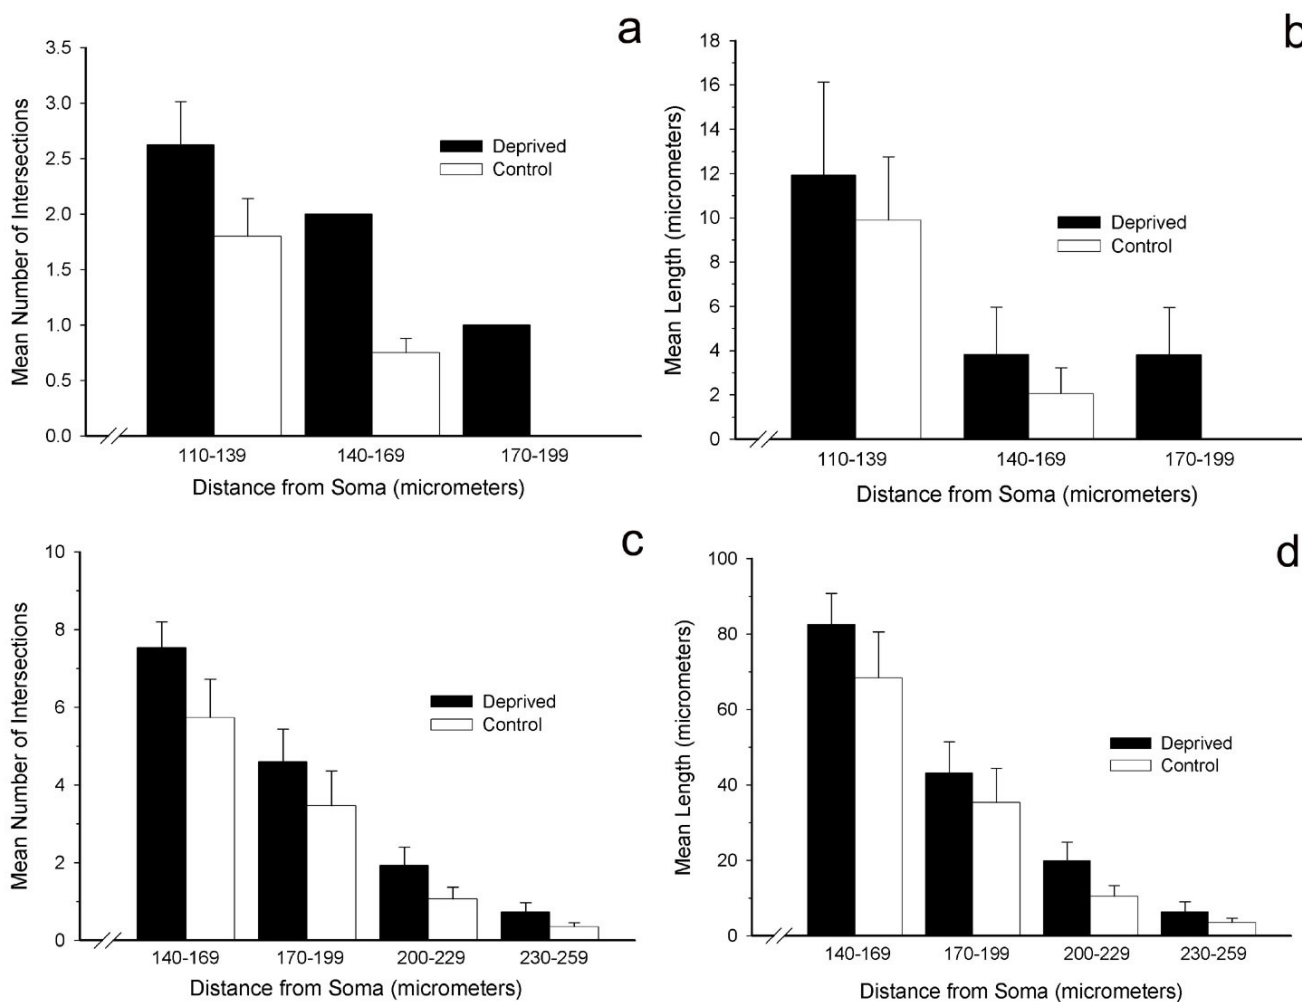 a
3.5
3.0
2.5
2.0
1.5
1.0
0.5
0.0
Mean Number of Intersections
Deprived
Control
110-139 140-169 170-199
Distance from Soma (micrometers)
b
18
16
14
12
10
8
6
4
2
0
Mean Length (micrometers)
Deprived
Control
110-139 140-169 170-199
Distance from Soma (micrometers)
c
10
8
6
4
2
0
Mean Number of Intersections
Deprived
Control
140-169 170-199 200-229 230-259
Distance from Soma (micrometers)
d
100
80
60
40
20
0
Mean Length (micrometers)
Deprived
Control
140-169 170-199 200-229 230-259
Distance from Soma (micrometers)